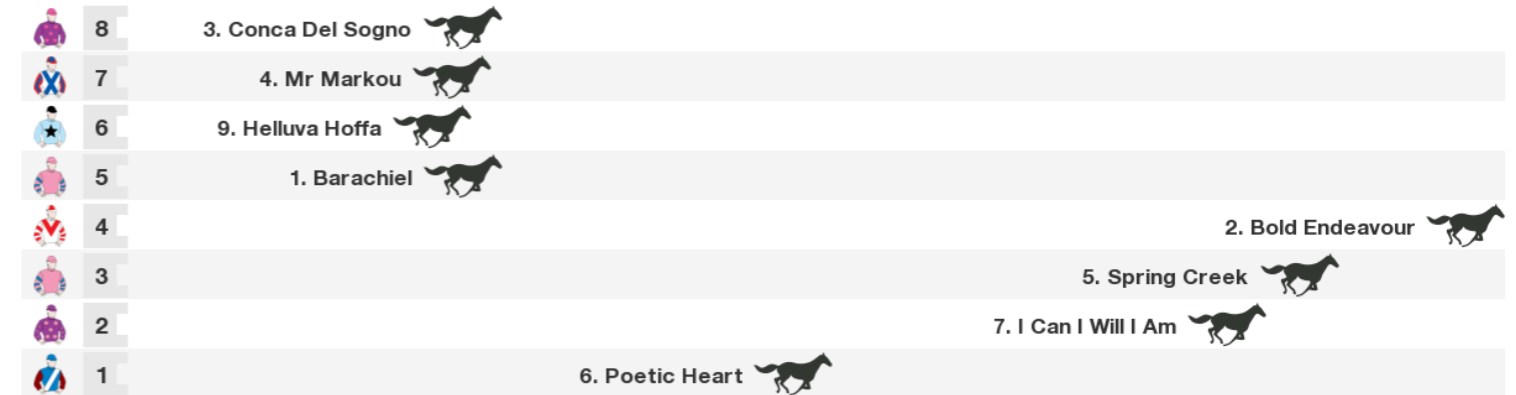 8 3. Conca Del Sogno
7 4. Mr Markou
6 9. Helluva Hoffa
5 1. Barachiel
4 2. Bold Endeavour
3 5. Spring Creek
2 7. I Can I Will I Am
1 6. Poetic Heart